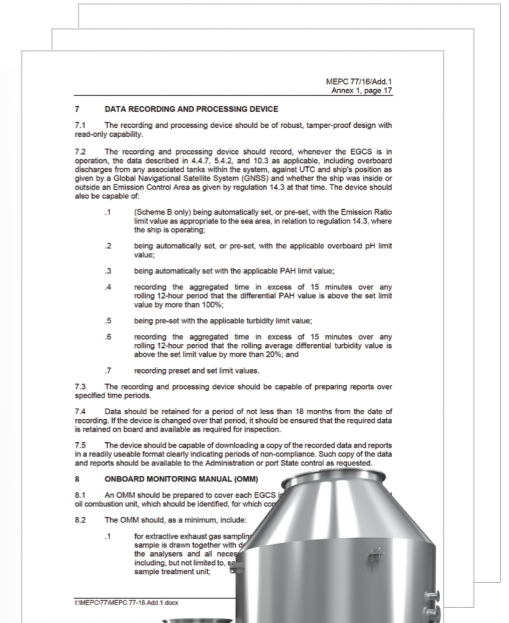 MEPC 77/16/Add.1
Annex 1, page 17
7 DATA RECORDING AND PROCESSING DEVICE
7.1 The recording and processing device should be of robust, tamper-proof design with
read-only capability.
7.2 The recording and processing device should record, whenever the EGCS is in
operation, the data described in 4.4.7, 5.4.2, and 10.3 as applicable, including overboard
discharges from any associated tanks within the system, against UTC and ship's position as
given by a Global Navigational Satellite System (GNSS) and whether the ship was inside or
outside an Emission Control Area as given by regulation 14.3 at that time. The device should
also be capable of:
.1 (Scheme B only) being automatically set, or pre-set, with the Emission Ratio
limit value as appropriate to the sea area, in relation to regulation 14.3, where
the ship is operating;
.2 being automatically set, or pre-set, with the applicable overboard pH limit
value;
.3 being automatically set with the applicable PAH limit value;
.4 recording the aggregated time in excess of 15 minutes over any
rolling 12-hour period that the differential PAH value is above the set limit
value by more than 100%;
.5 being pre-set with the applicable turbidity limit value;
.6 recording the aggregated time in excess of 15 minutes over any
rolling 12-hour period that the rolling average differential turbidity value is
above the set limit value by more than 20%; and
.7 recording preset and set limit values.
7.3 The recording and processing device should be capable of preparing reports over
specified time periods.
7.4 Data should be retained for a period of not less than 18 months from the date of
recording. If the device is changed over that period, it should be ensured that the required data
is retained on board and available as required for inspection.
7.5 The device should be capable of downloading a copy of the recorded data and reports
in a readily useable format clearly indicating periods of non-compliance. Such copy of the data
and reports should be available to the Administration or port State control as requested.
8 ONBOARD MONITORING MANUAL (OMM)
8.1 An OMM should be prepared to cover each EGCS
oil combustion unit, which should be identified, for which
8.2 The OMM should, as a minimum, include:
.1 for extractive exhaust gas sampling
sample is drawn together with
the analysers and all
including, but not limited to,
sample treatment unit;
I:\MEPC\77\MEPC 77-16.Add.1.docx